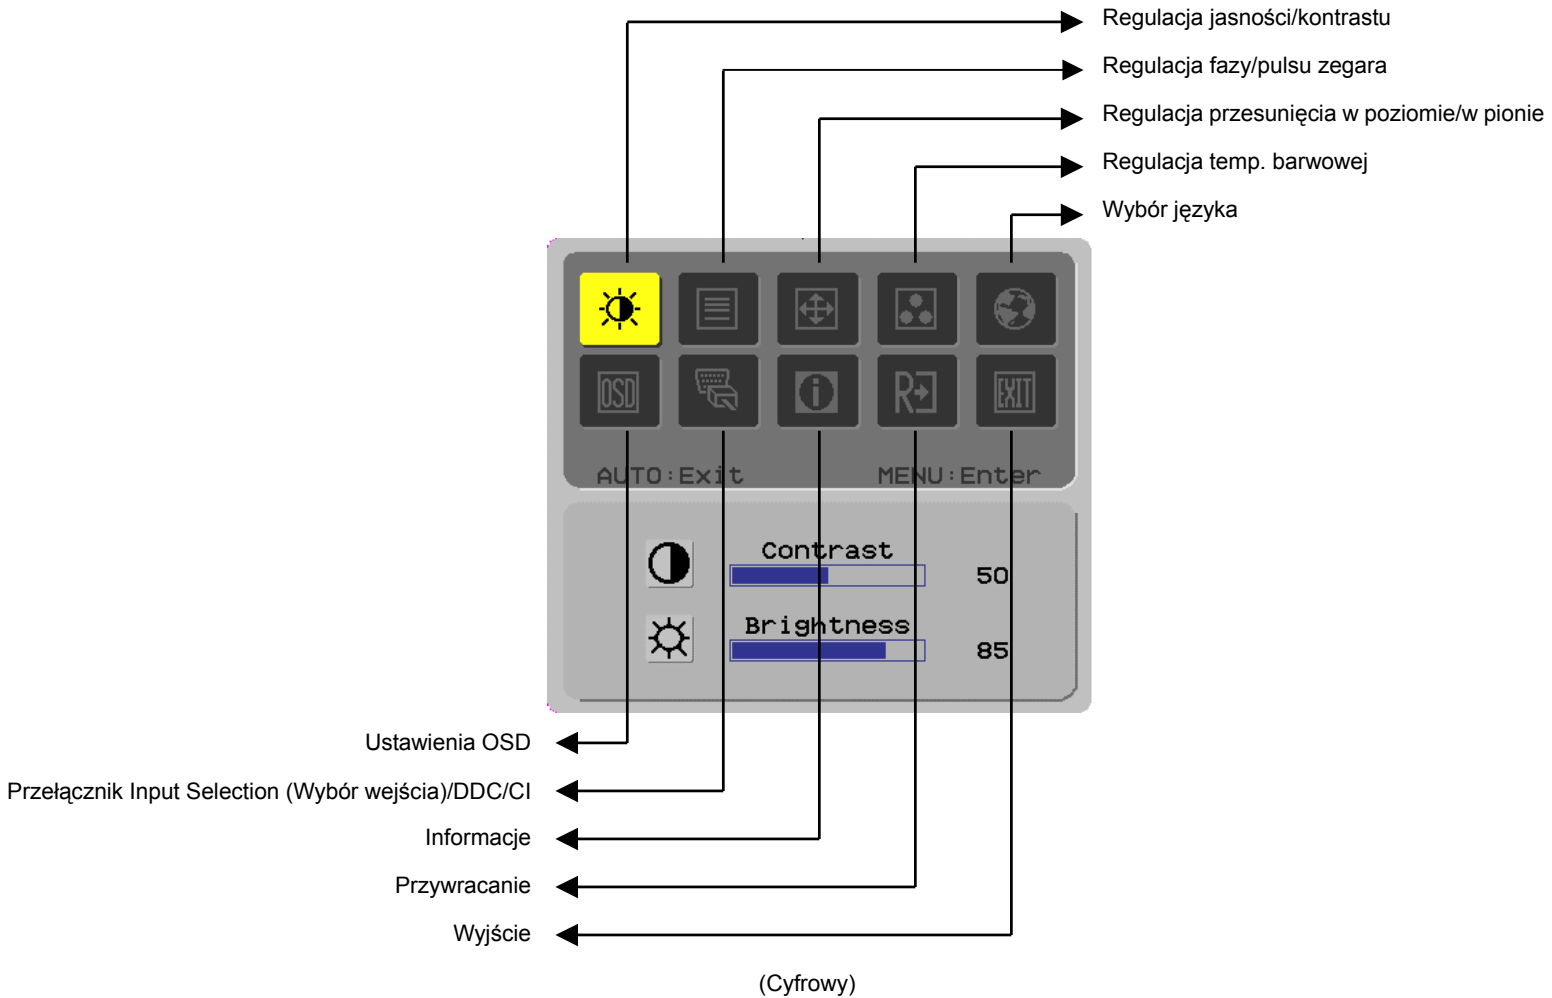 Regulacja jasności/kontrastu
Regulacja fazy/pulsu zegara
Regulacja przesunięcia w poziomie/w pionie
Regulacja temp. barwowej
Wybór języka
OSD
i
R
EXIT
AUTO:Exit MENU:Enter
Contrast
50
Brightness
85
Ustawienia OSD
Przełącznik Input Selection (Wybór wejścia)/DDC/CI
Informacje
Przywracanie
Wyjście
(Cyfrowy)